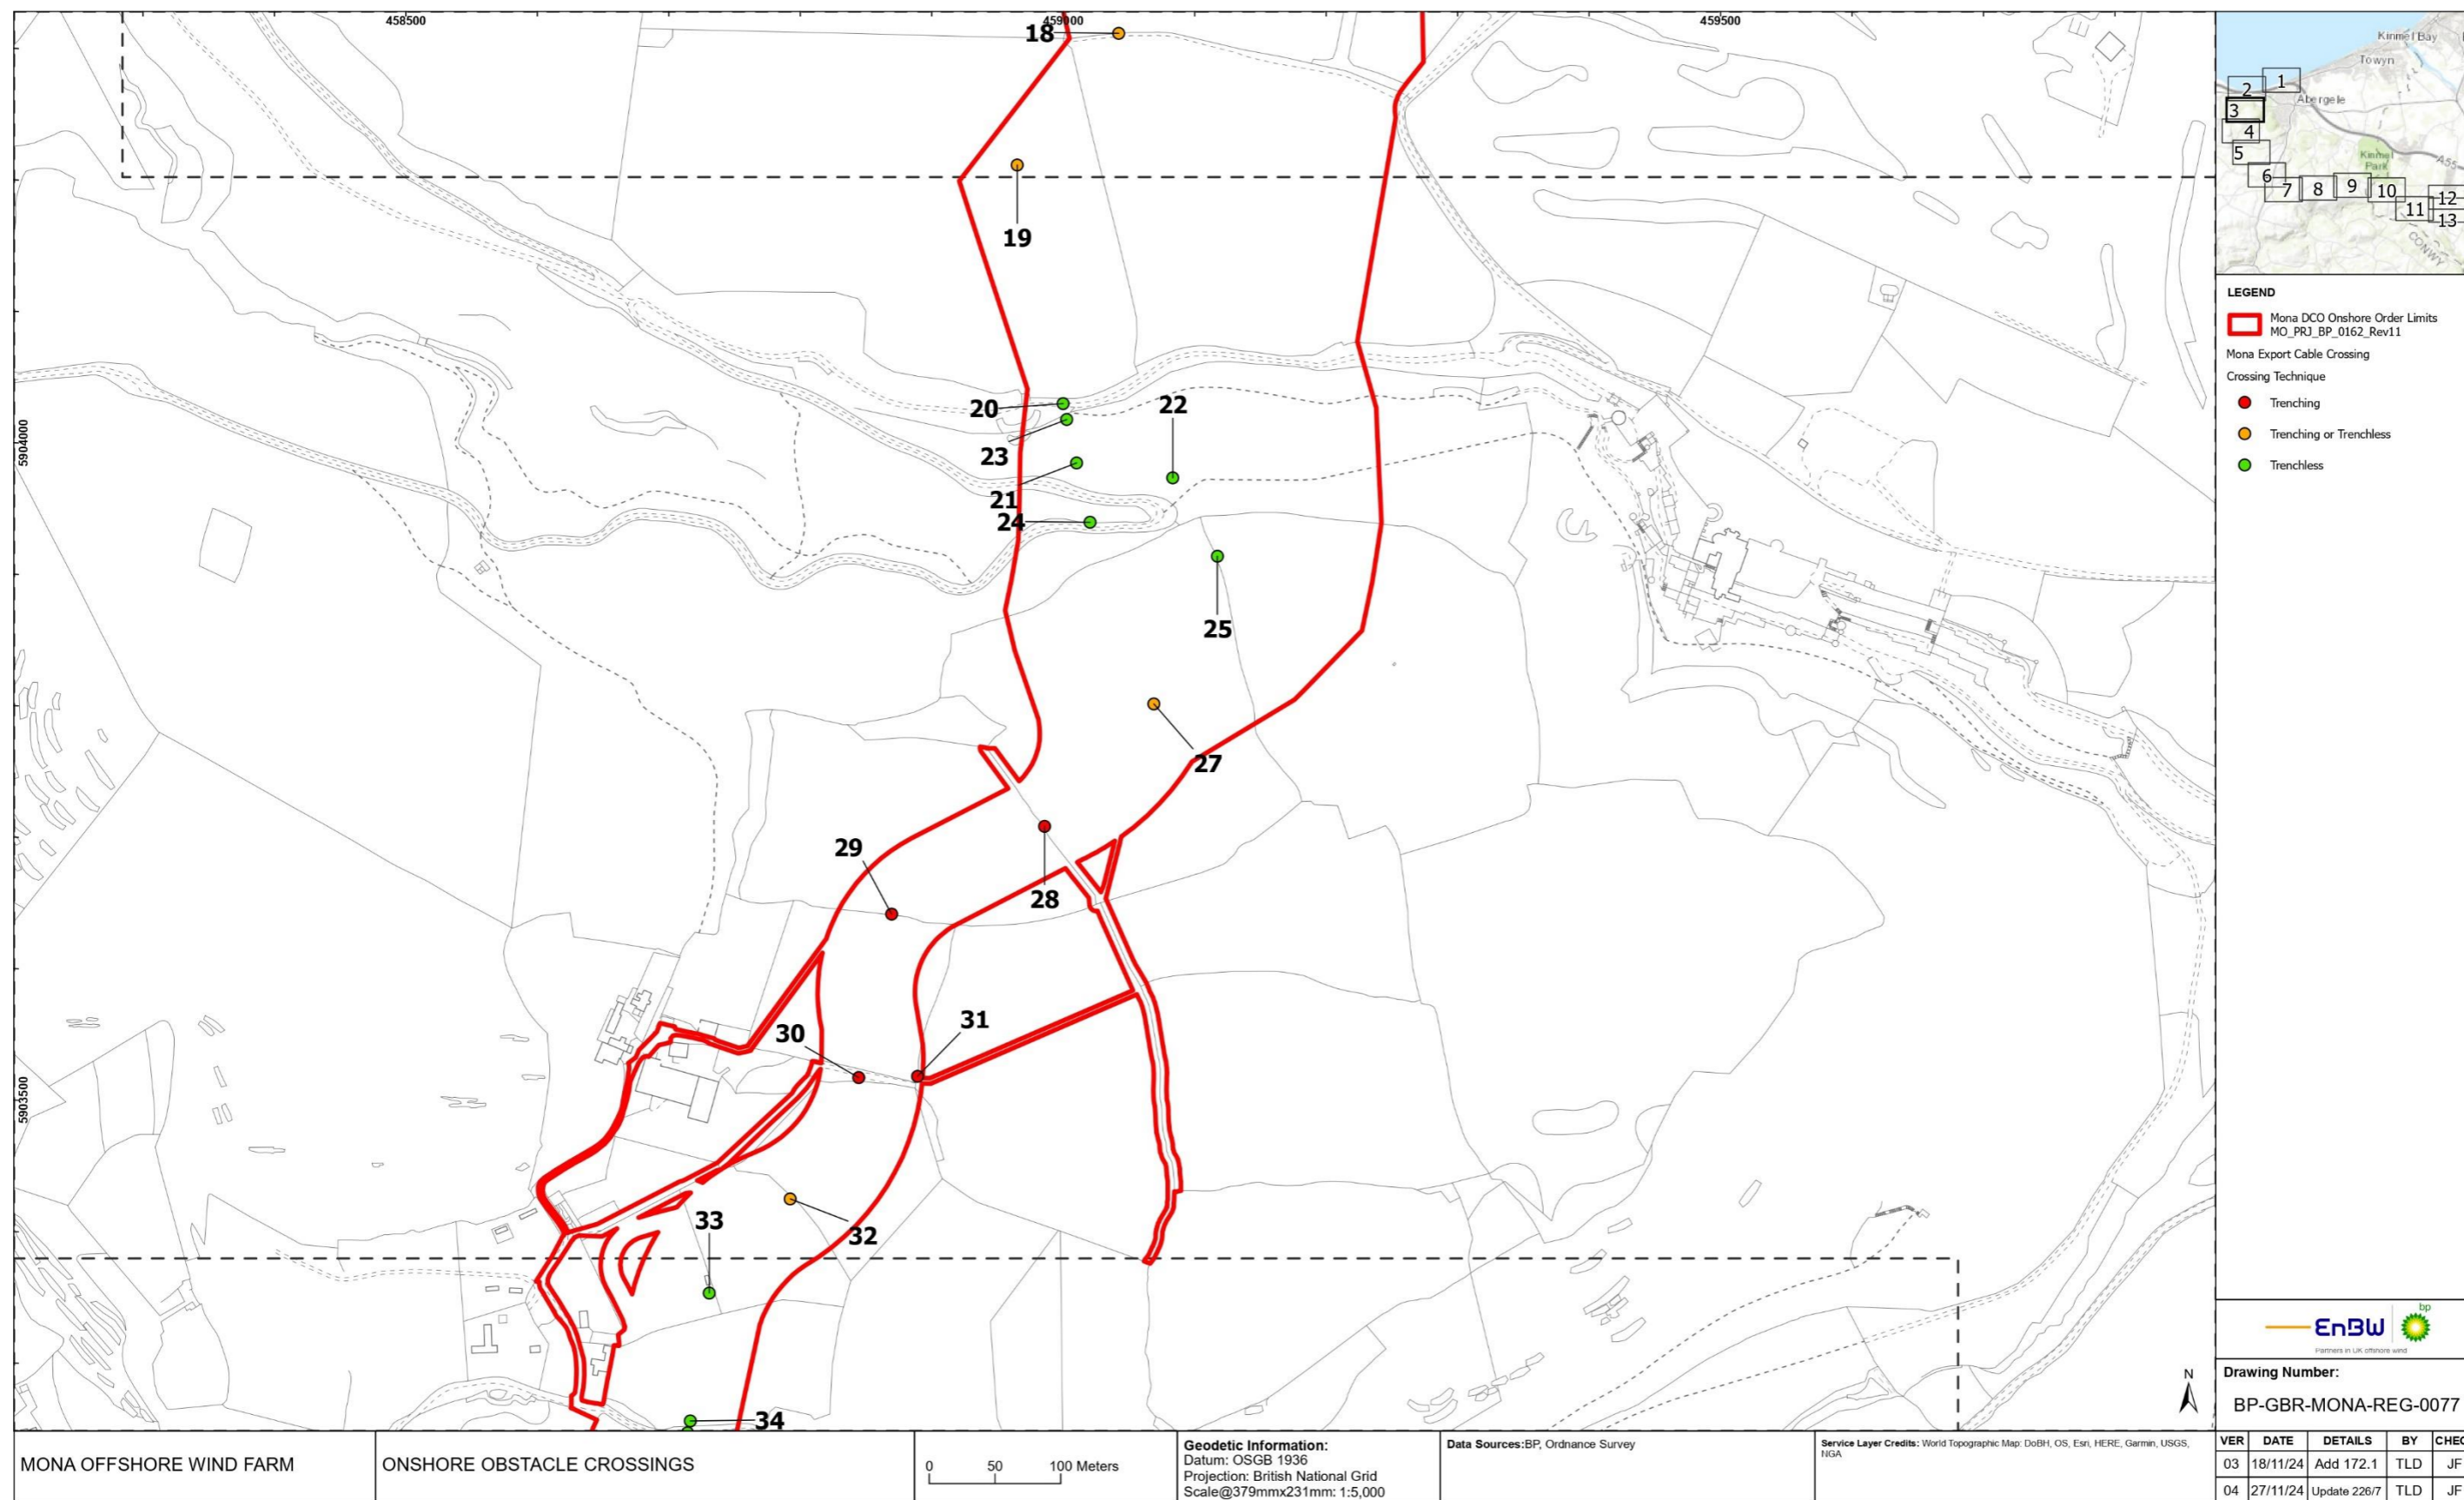 458500
459000
459500
18
19
20
22
23
21
24
25
27
29
28
31
30
33
32
34
5904000
5903500
N
Kinmel Bay
Towyn
Abergele
Kinmel
Park
A55
CONWY
1
2
3
4
5
6
7
8
9
10
11
12
13
LEGEND
Mona DCO Onshore Order Limits
MO_PRJ_BP_0162_Rev11
Mona Export Cable Crossing
Crossing Technique
Trenching
Trenching or Trenchless
Trenchless
EnBW
bp
Partners in UK offshore wind
Drawing Number:
BP-GBR-MONA-REG-0077
MONA OFFSHORE WIND FARM
ONSHORE OBSTACLE CROSSINGS
0 50 100 Meters
Geodetic Information:
Datum: OSGB 1936
Projection: British National Grid
Scale@379mmx231mm: 1:5,000
Data Sources:BP, Ordnance Survey
Service Layer Credits: World Topographic Map: DoBH, OS, Esri, HERE, Garmin, USGS,
NGA
VER DATE DETAILS BY CHEC
03 18/11/24 Add 172.1 TLD JF
04 27/11/24 Update 226/7 TLD JF